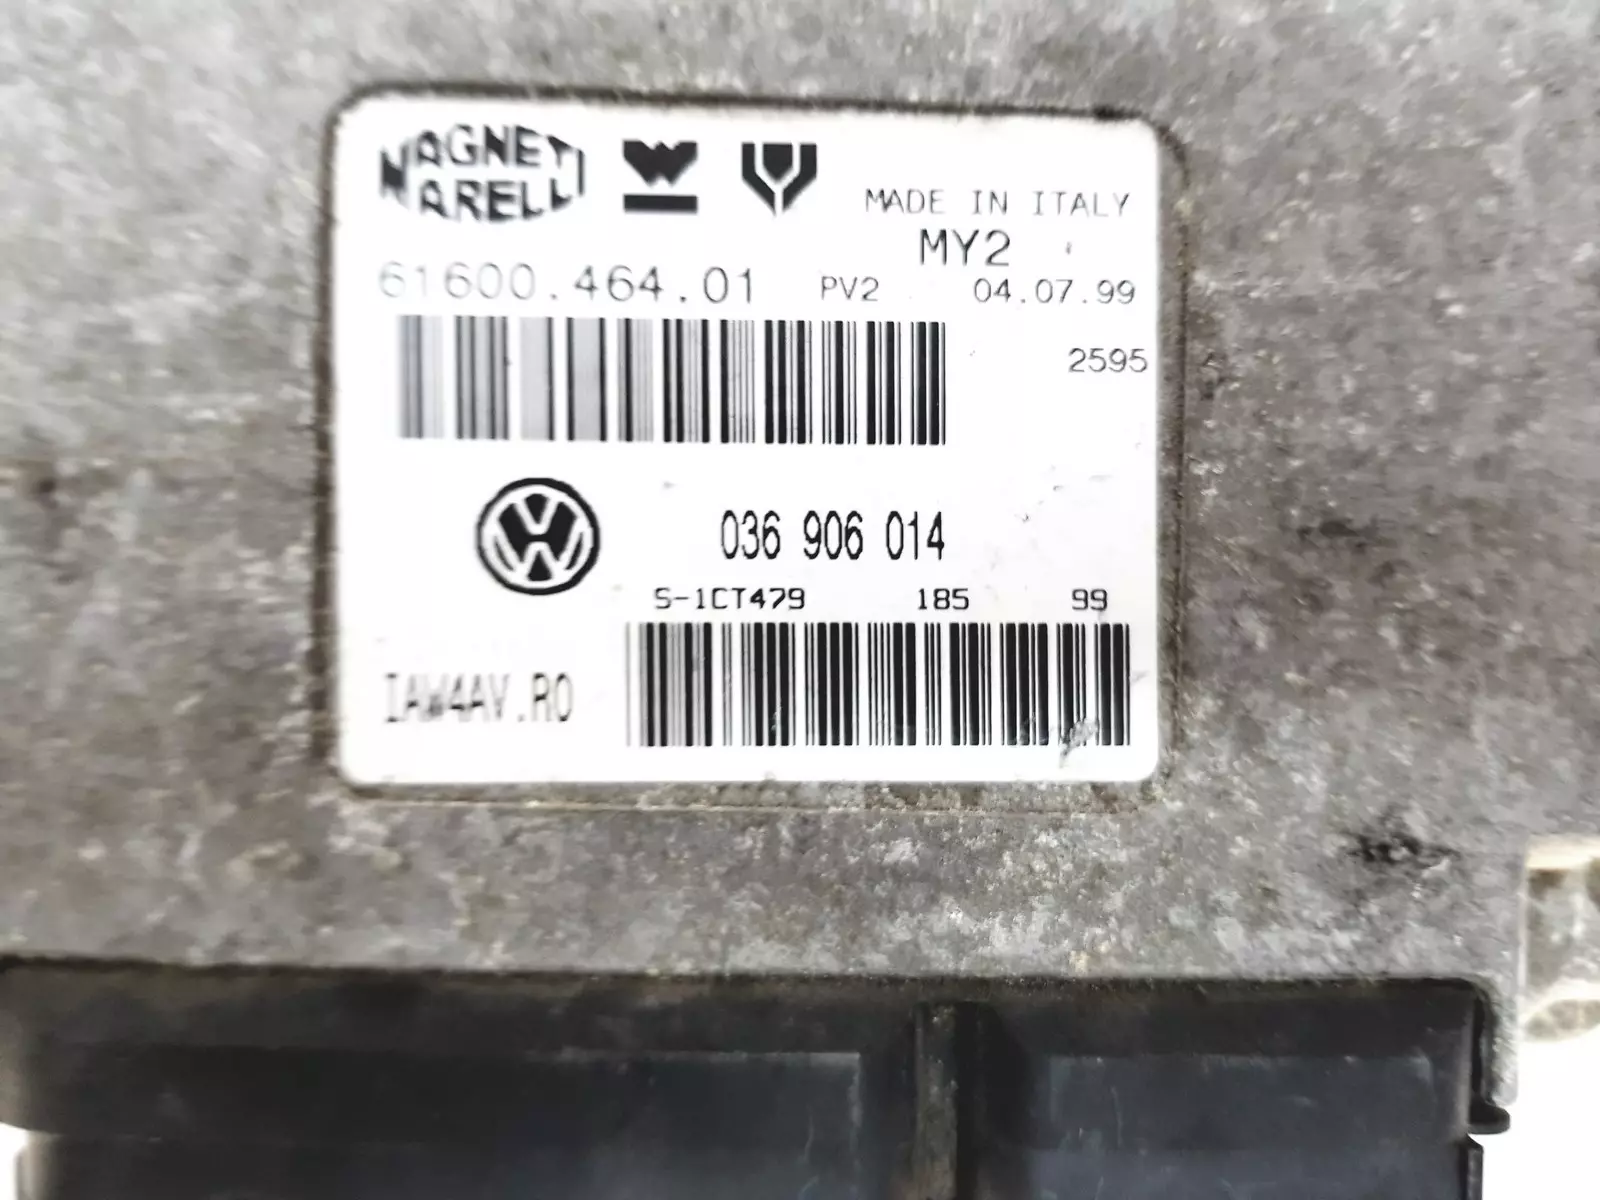 MAGNETI
MARELLI
MADE IN ITALY
MY2
61600.464.01 PV2 04.07.99
2595
036 906 014
S-1CT479 185 99
IAW4AV.R0